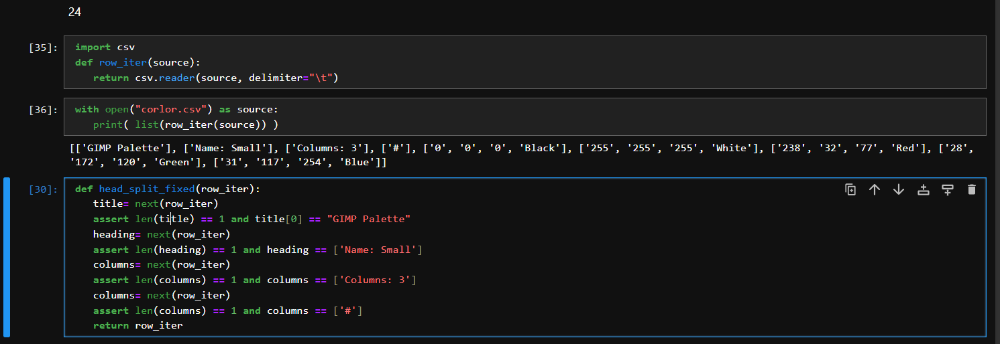 24
[35]:
import csv
def row_iter(source):
   return csv.reader(source, delimiter="\t")
[36]:
with open("corlor.csv") as source:
   print( list(row_iter(source)) )
[['GIMP Palette'], ['Name: Small'], ['Columns: 3'], ['#'], ['0', '0', '0', 'Black'], ['255', '255', '255', 'White'], ['238', '32', '77', 'Red'], ['28',
'172', '120', 'Green'], ['31', '117', '254', 'Blue']]
[30]:
def head_split_fixed(row_iter):
   title= next(row_iter)
   assert len(title) == 1 and title[0] == "GIMP Palette"
   heading= next(row_iter)
   assert len(heading) == 1 and heading == ['Name: Small']
   columns= next(row_iter)
   assert len(columns) == 1 and columns == ['Columns: 3']
   columns= next(row_iter)
   assert len(columns) == 1 and columns == ['#']
   return row_iter